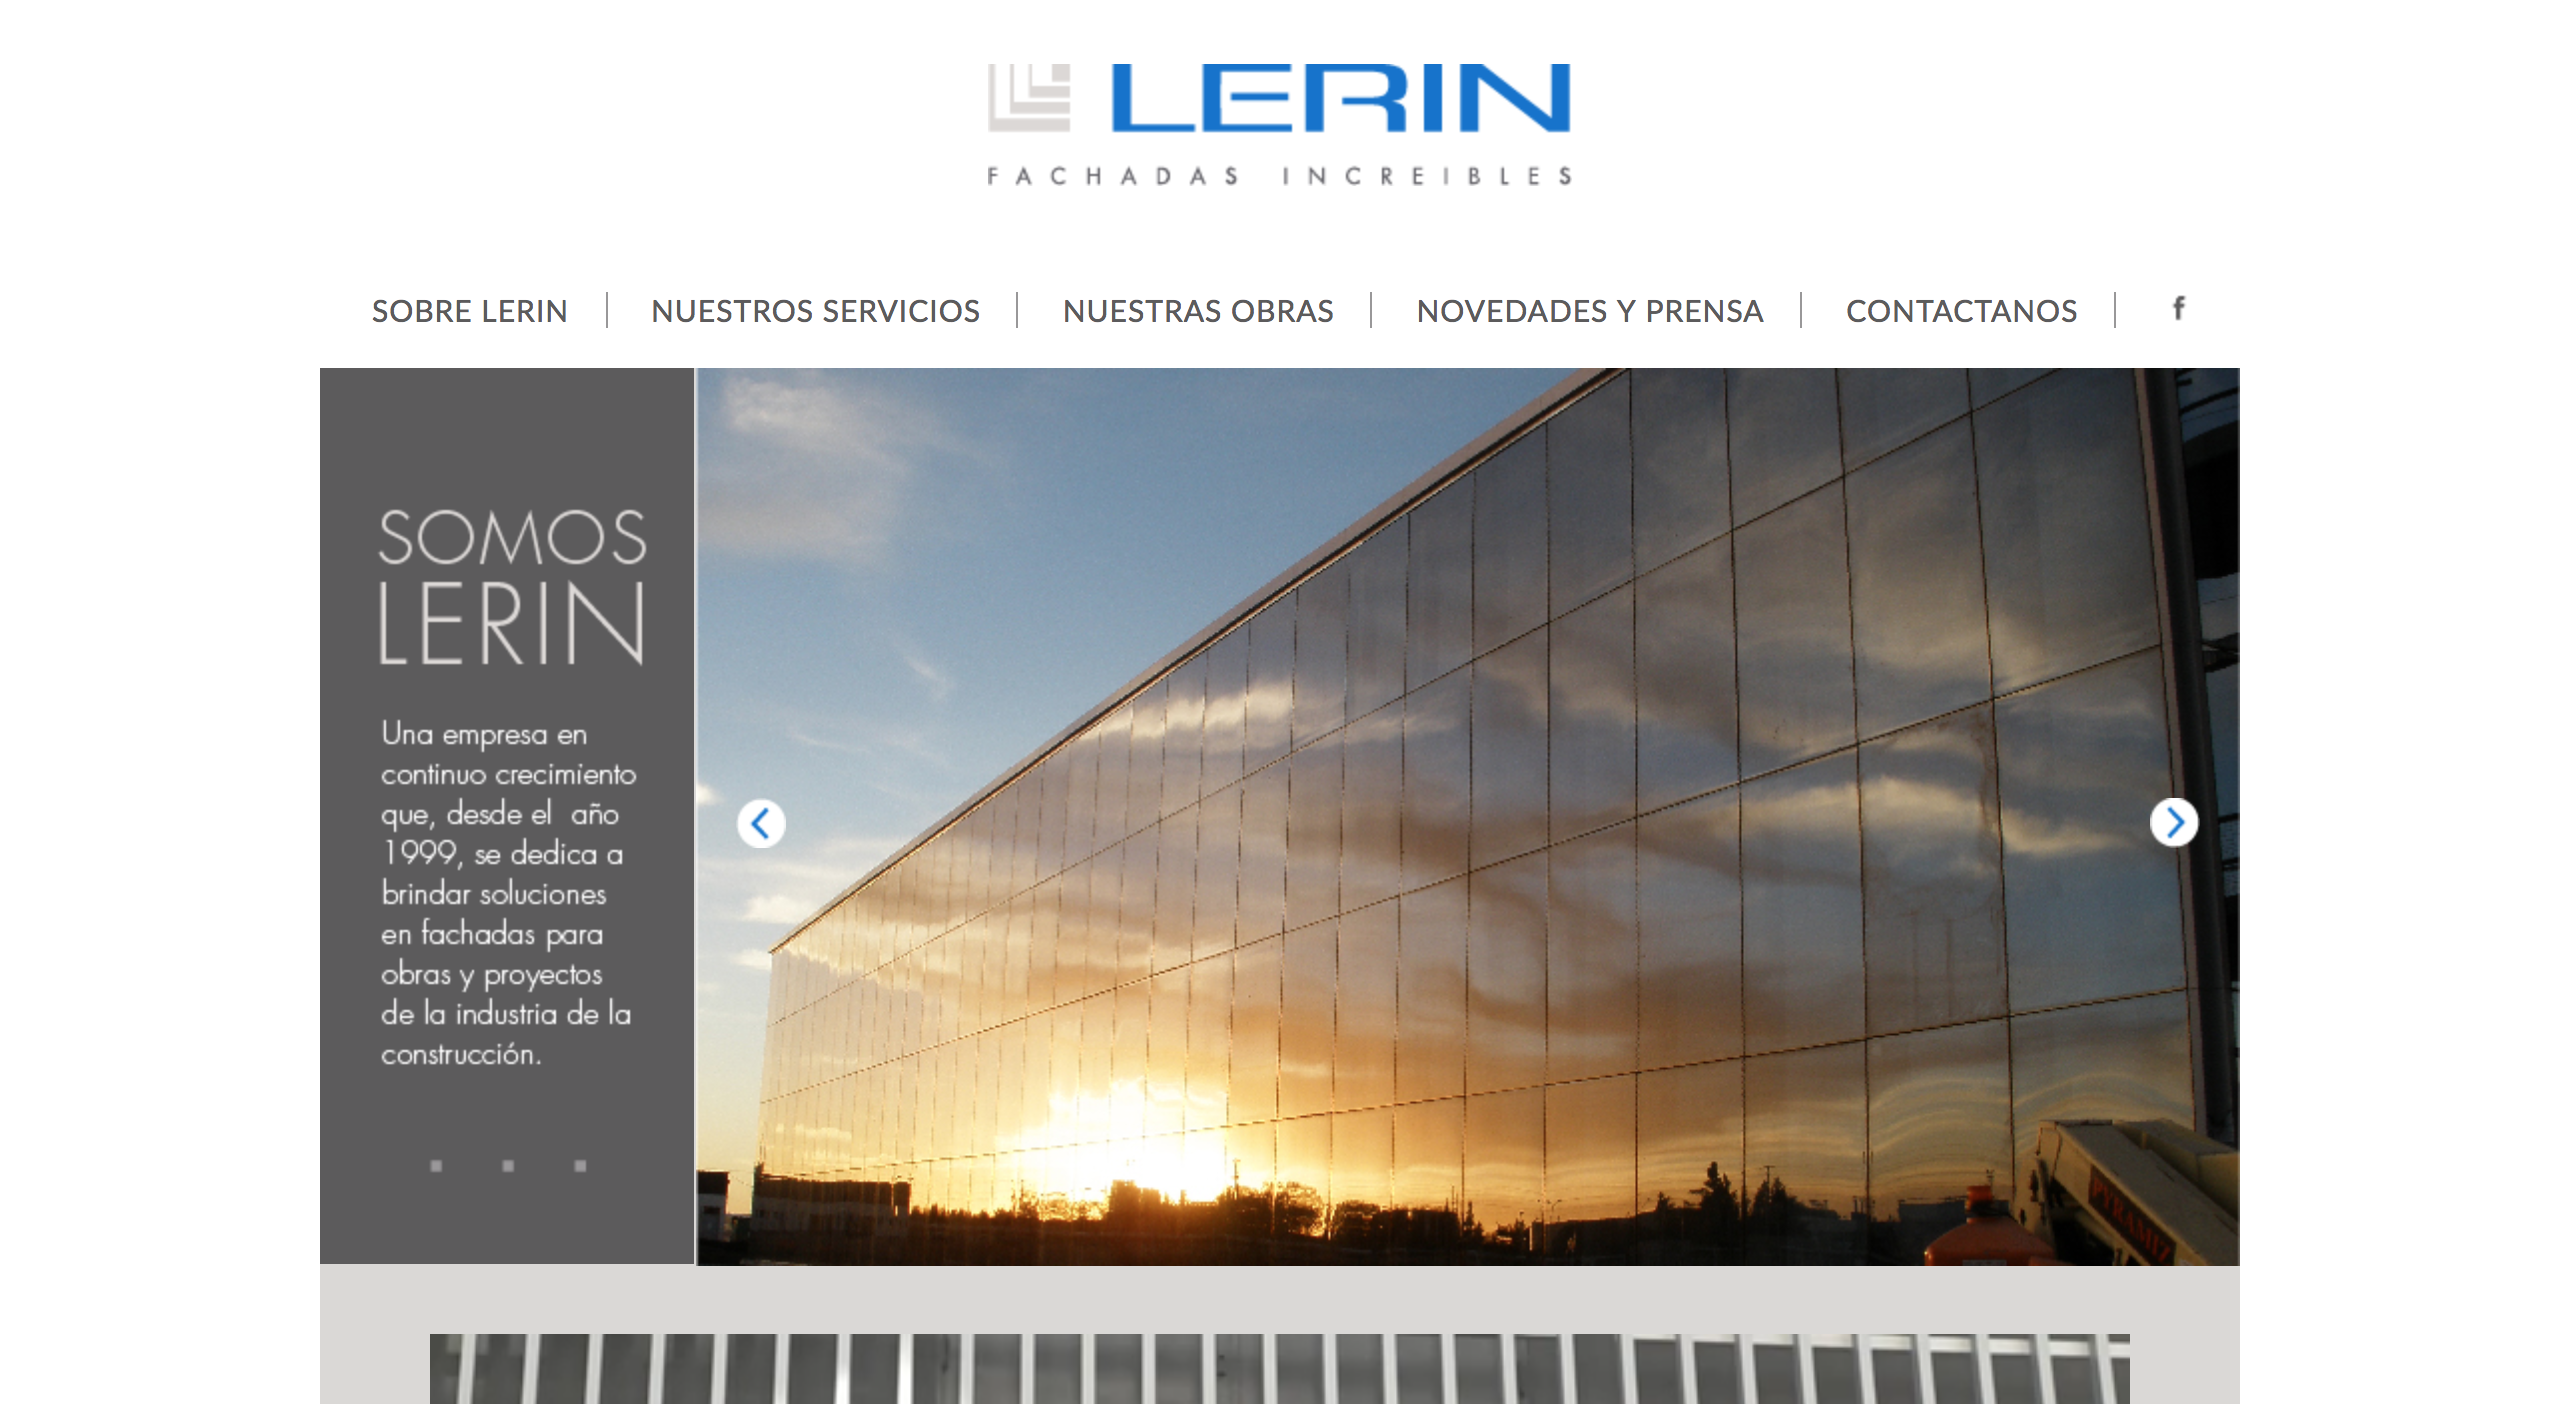 LERIN
FACHADAS INCREIBLES
SOBRE LERIN
NUESTROS SERVICIOS
NUESTRAS OBRAS
NOVEDADES Y PRENSA
CONTACTANOS
f
SOMOS
LERIN
Una empresa en
continuo crecimiento
que, desde el año
1999, se dedica a
brindar soluciones
en fachadas para
obras y proyectos
de la industria de la
construcción.
PYRAMIZ